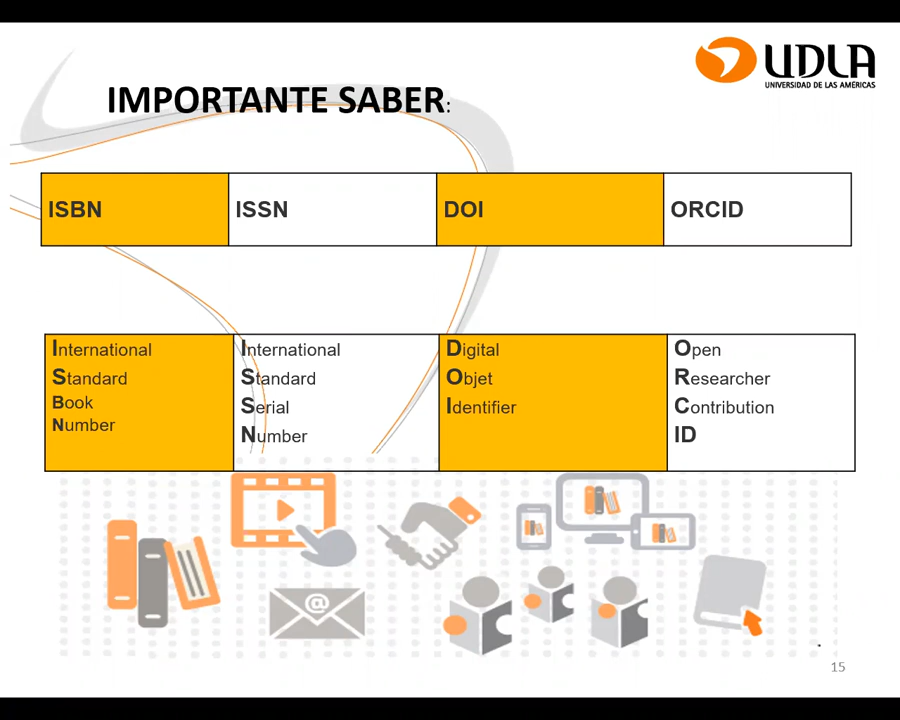 UDLA
UNIVERSIDAD DE LAS AMÉRICAS
IMPORTANTE SABER:
ISBN
ISSN
DOI
ORCID
International
Standard
Book
Number
International
Standard
Serial
Number
Digital
Objet
Identifier
Open
Researcher
Contribution
ID
@
15